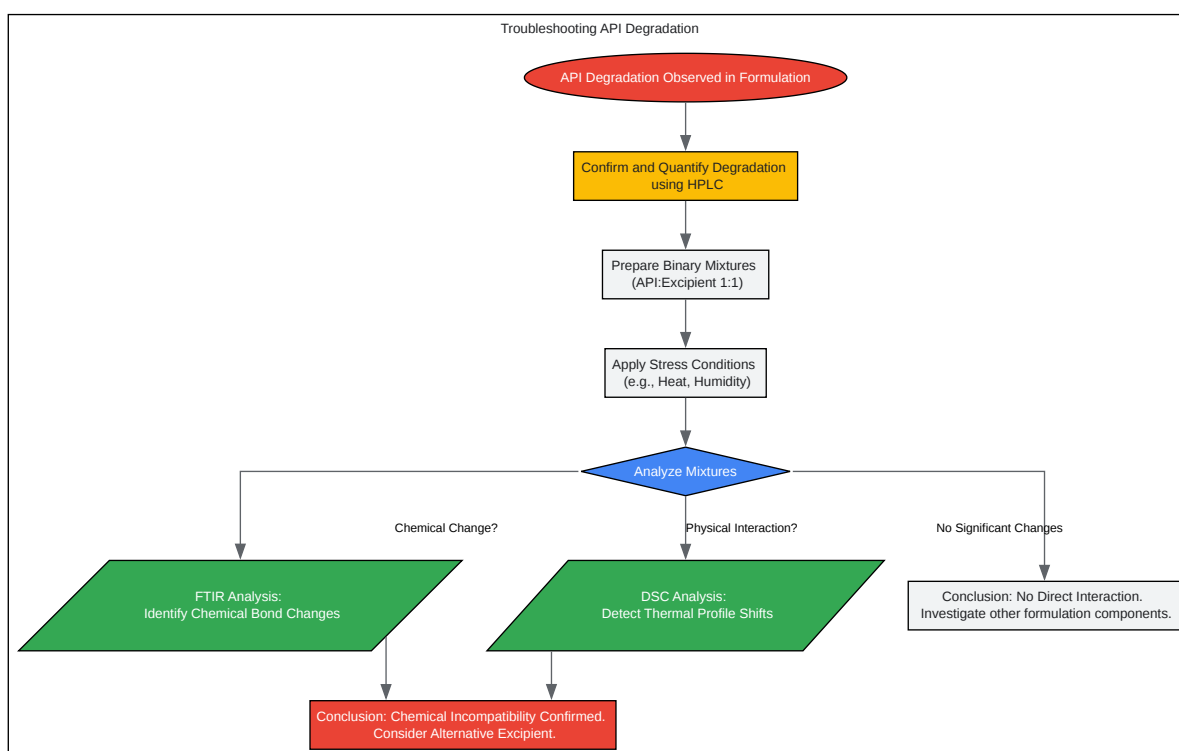 Troubleshooting API Degradation
API Degradation Observed in Formulation
Confirm and Quantify Degradation
using HPLC
Prepare Binary Mixtures
(API:Excipient 1:1)
Apply Stress Conditions
(e.g., Heat, Humidity)
Analyze Mixtures
Chemical Change?
Physical Interaction?
No Significant Changes
FTIR Analysis:
Identify Chemical Bond Changes
DSC Analysis:
Detect Thermal Profile Shifts
Conclusion: No Direct Interaction.
Investigate other formulation components.
Conclusion: Chemical Incompatibility Confirmed.
Consider Alternative Excipient.